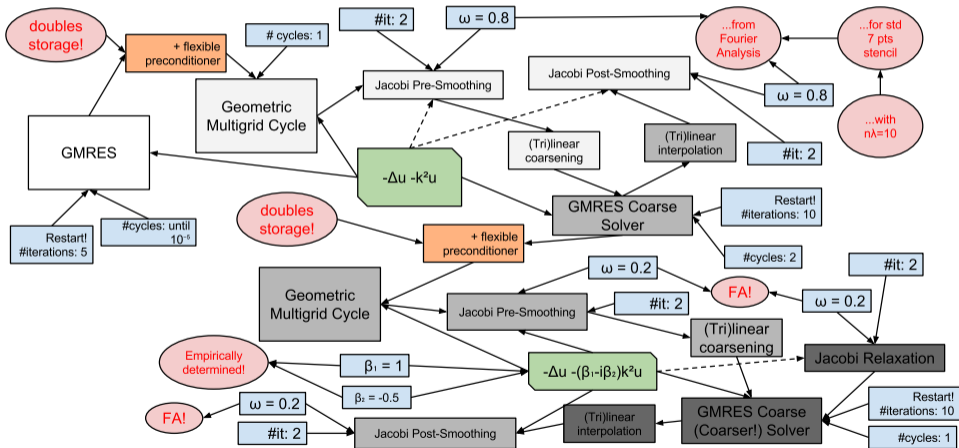 doubles
storage!
+ flexible
preconditioner
# cycles: 1
#it: 2
ω = 0.8
...from
Fourier
Analysis
...for std
7 pts
stencil
Jacobi Pre-Smoothing
Jacobi Post-Smoothing
ω = 0.8
...with
nλ=10
Geometric
Multigrid Cycle
GMRES
(Tri)linear
coarsening
(Tri)linear
interpolation
#it: 2
-Δu -k²u
doubles
storage!
GMRES Coarse
Solver
Restart!
#iterations: 10
Restart!
#iterations: 5
#cycles: until
10⁻⁵
+ flexible
preconditioner
#cycles: 2
ω = 0.2
#it: 2
Geometric
Multigrid Cycle
Jacobi Pre-Smoothing
#it: 2
FA!
ω = 0.2
(Tri)linear
coarsening
Empirically
determined!
β₁ = 1
-Δu -(β₁-iβ₂)k²u
Jacobi Relaxation
β₂ = -0.5
FA!
ω = 0.2
#it: 2
Jacobi Post-Smoothing
(Tri)linear
interpolation
GMRES Coarse
(Coarser!) Solver
Restart!
#iterations: 10
#cycles: 1